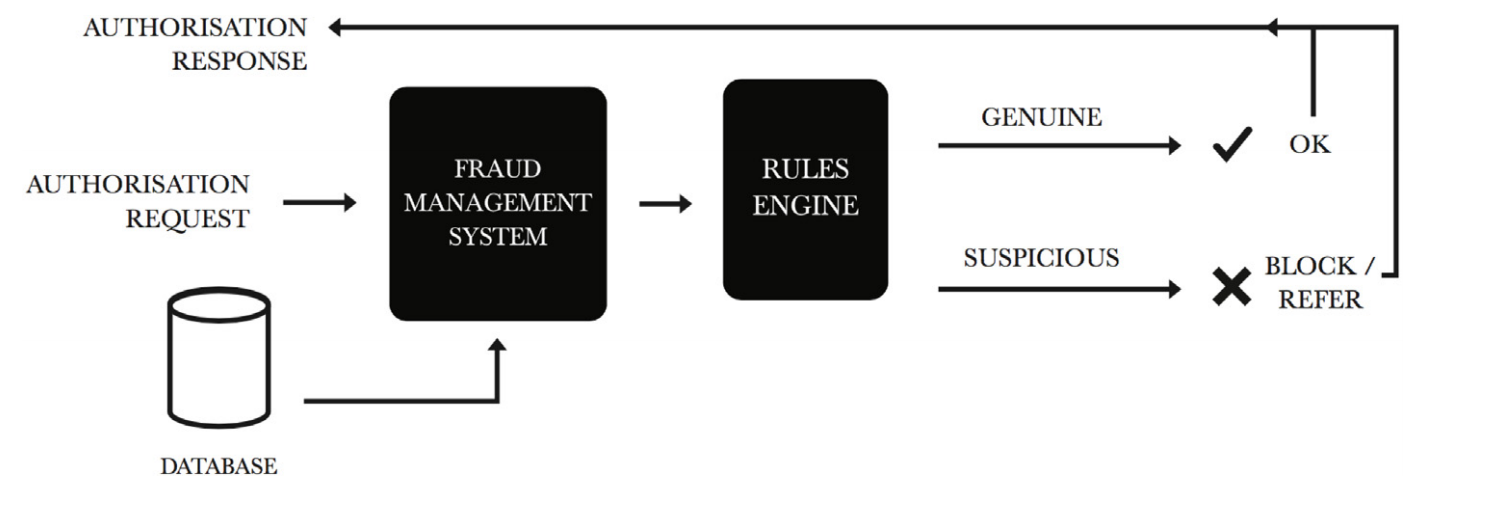 AUTHORISATION
RESPONSE
AUTHORISATION
REQUEST
FRAUD
MANAGEMENT
SYSTEM
RULES
ENGINE
GENUINE
OK
SUSPICIOUS
BLOCK /
REFER
DATABASE